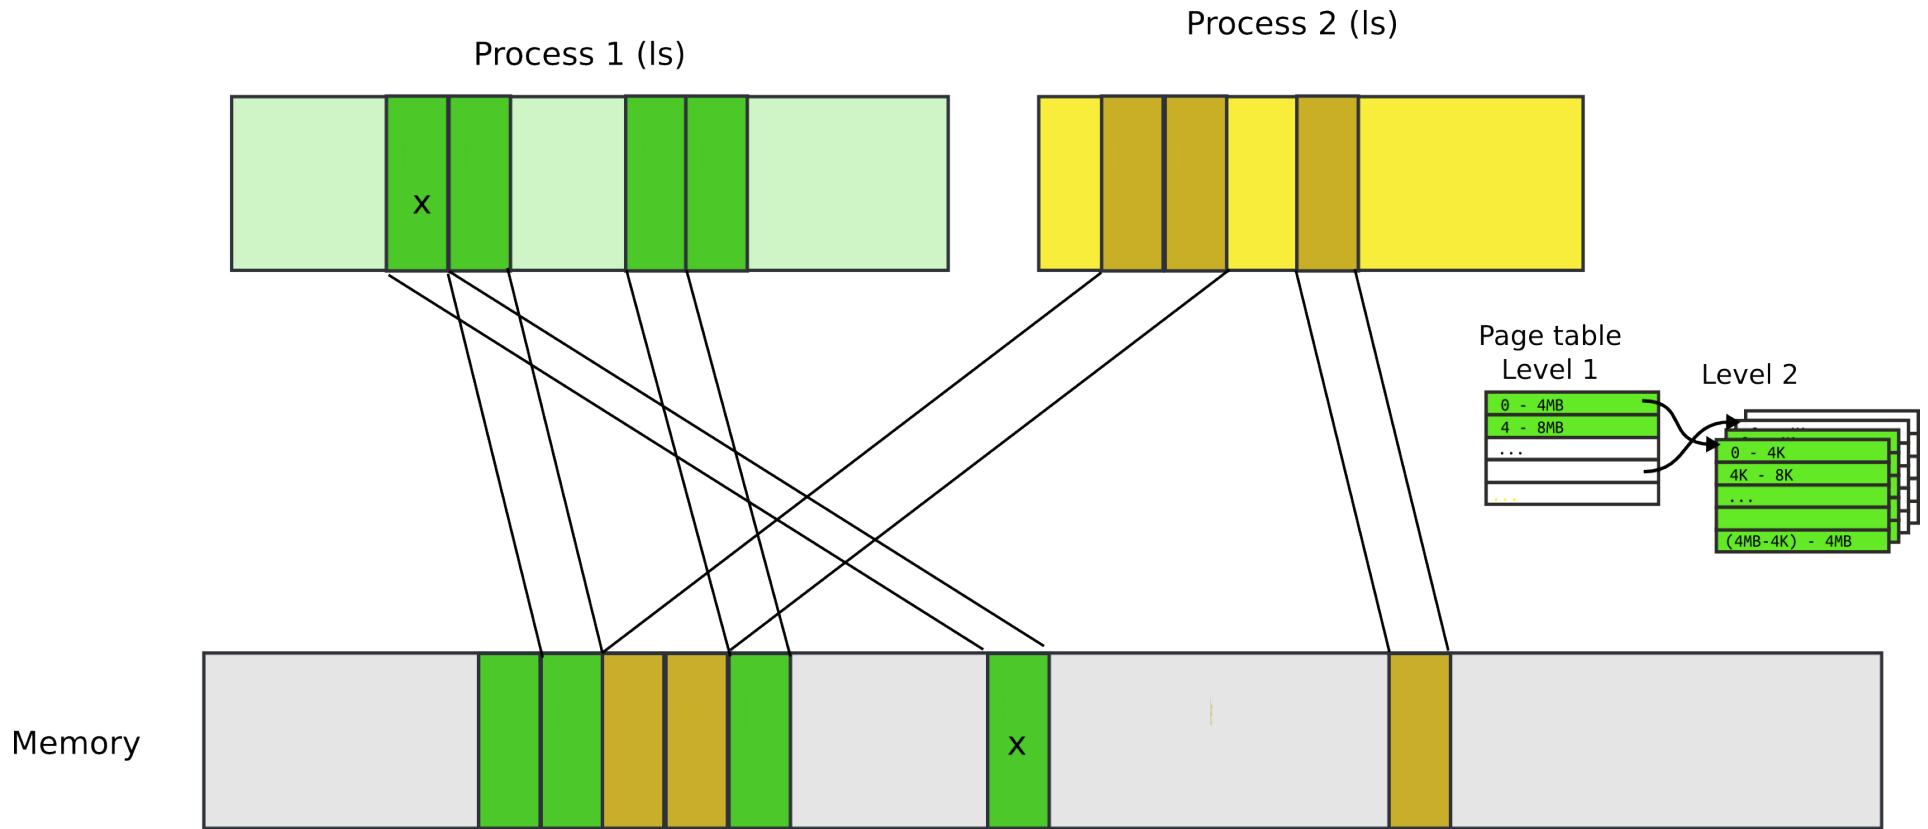 Process 1 (ls)
Process 2 (ls)
x
Page table
Level 1
Level 2
0 - 4MB
4 - 8MB
...
...
0 - 4K
4K - 8K
...
(4MB-4K) - 4MB
Memory
x